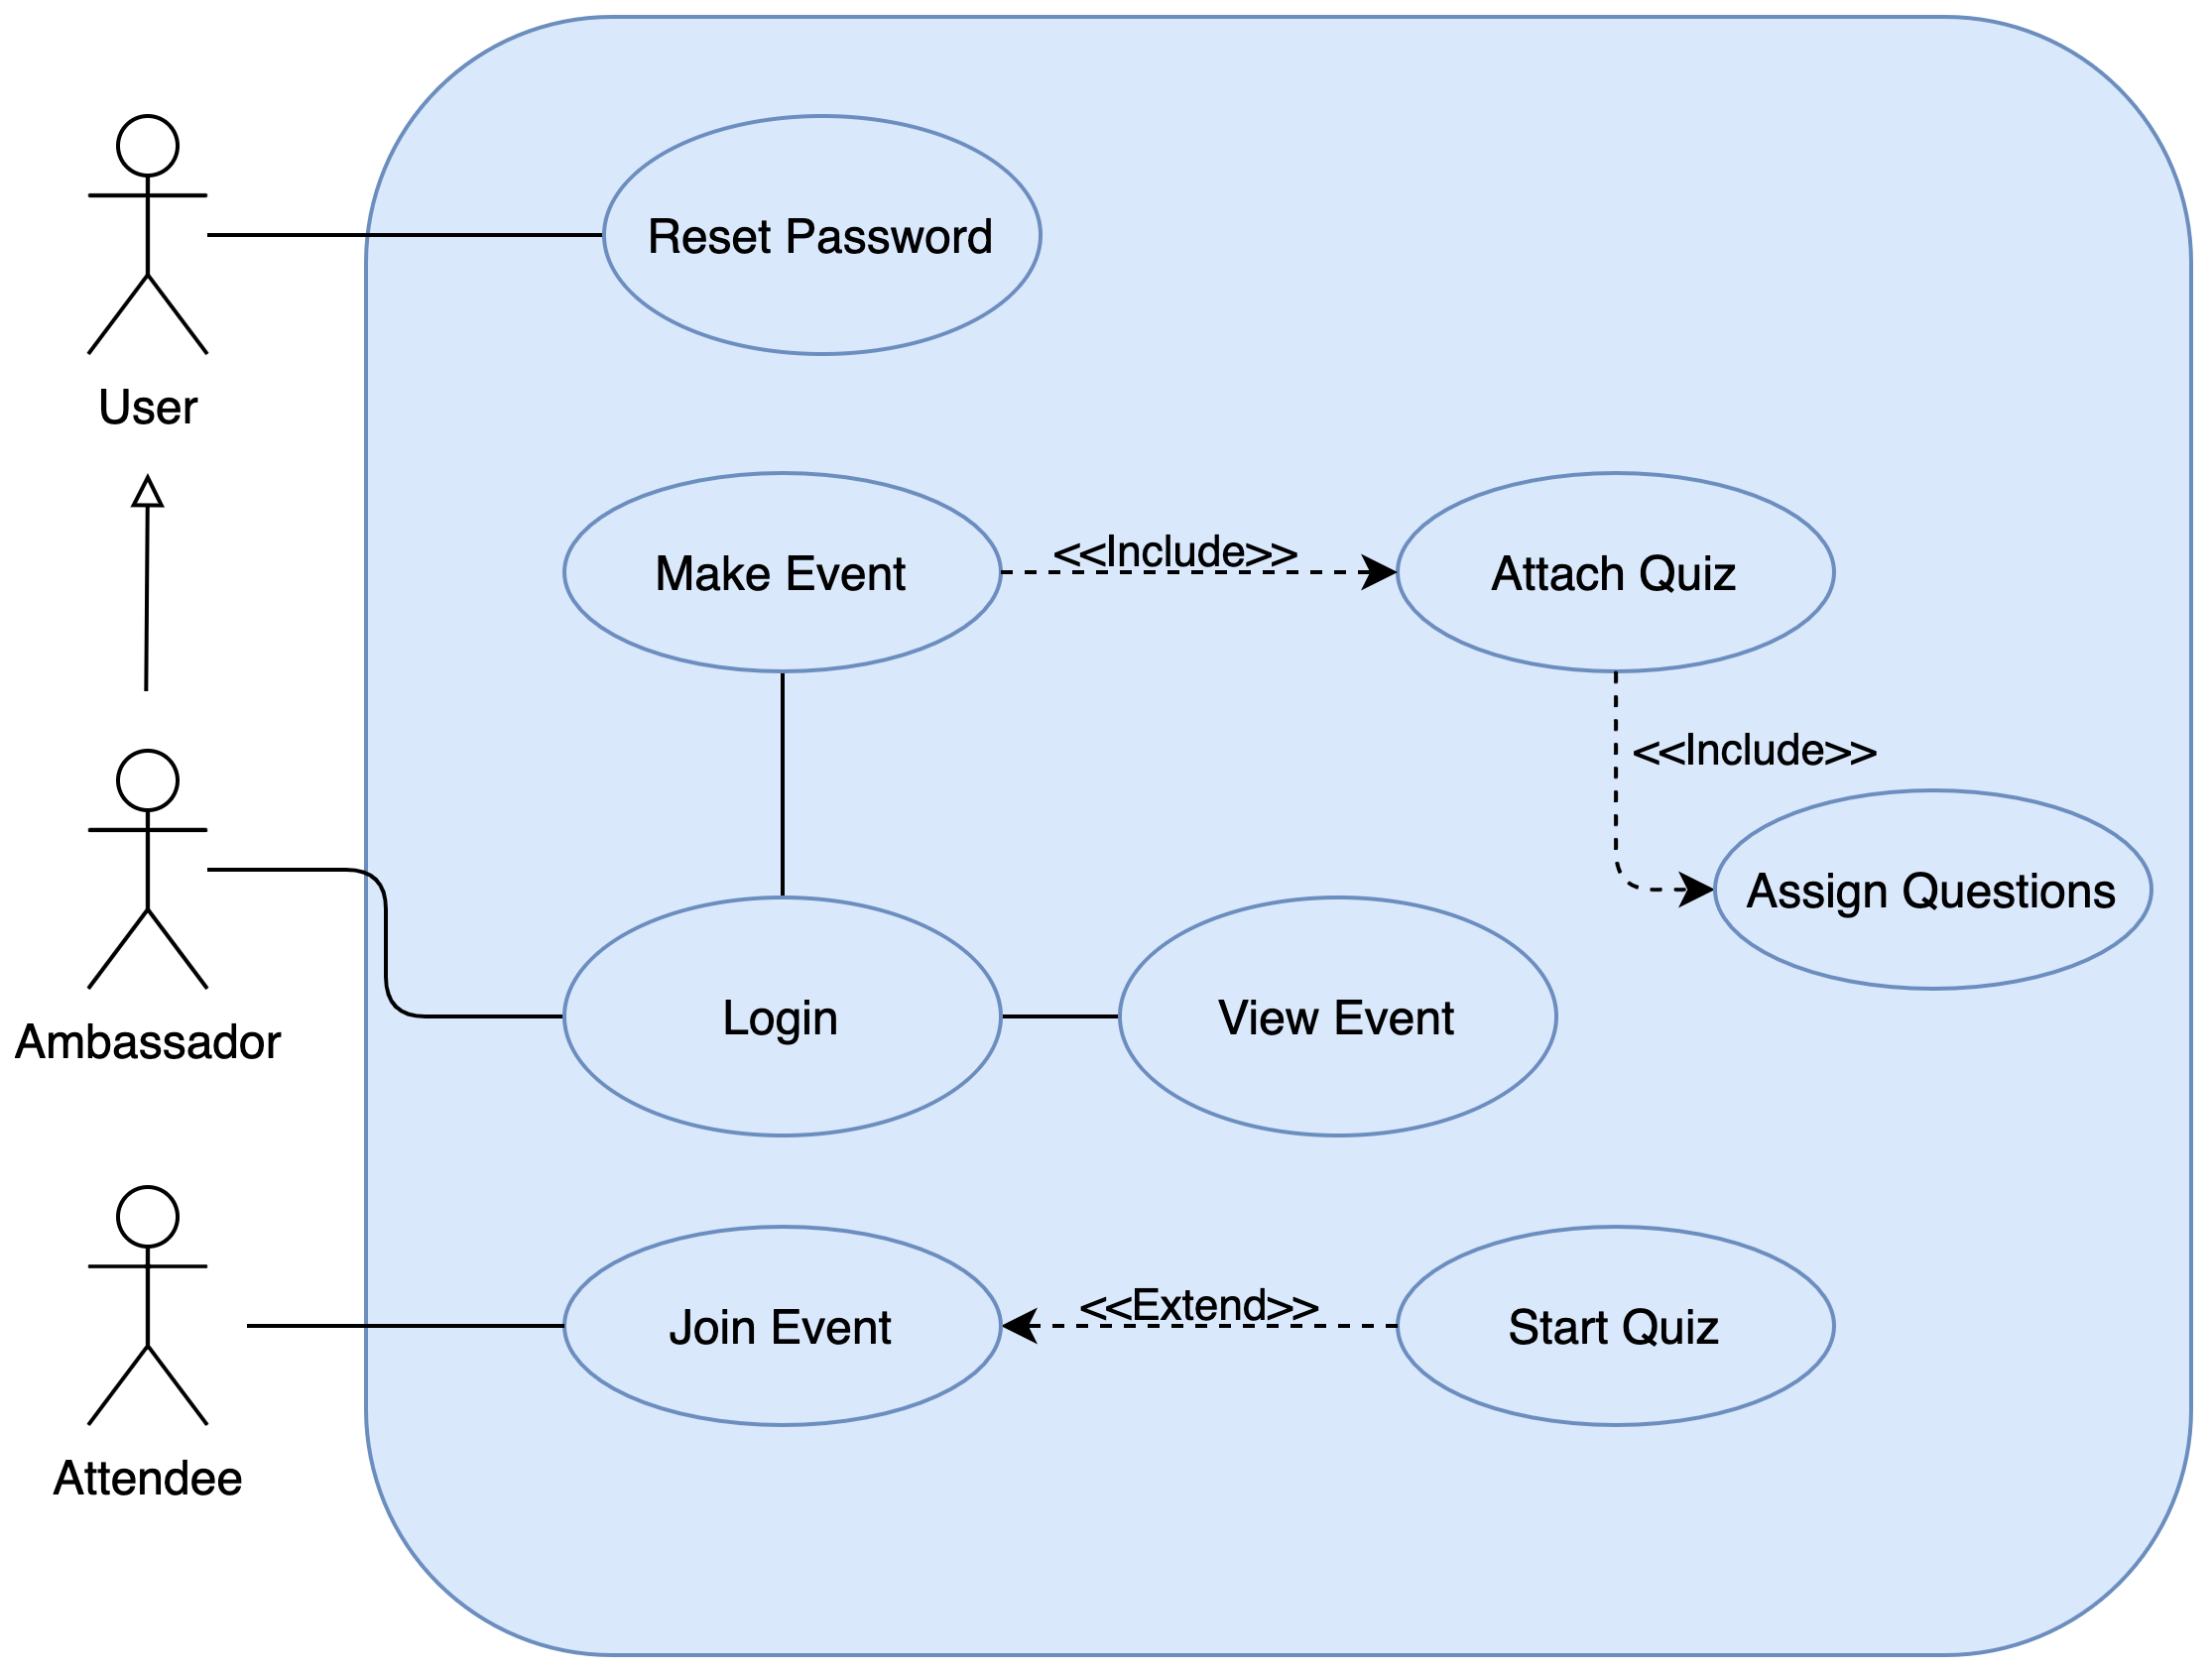 Reset Password
User
Make Event
<<Include>>
Attach Quiz
<<Include>>
Assign Questions
Ambassador
Login
View Event
Join Event
<<Extend>>
Start Quiz
Attendee